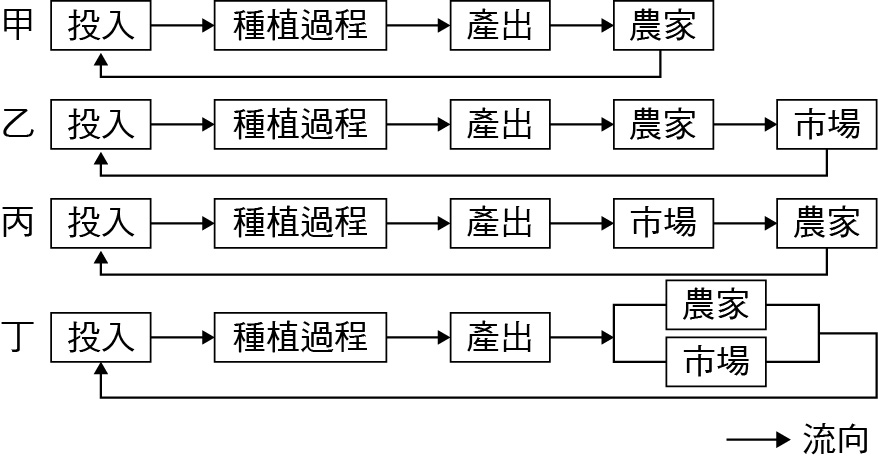 甲 投入 種植過程 產出 農家
乙 投入 種植過程 產出 農家 市場
丙 投入 種植過程 產出 市場 農家
農家
丁 投入 種植過程 產出
市場
流向